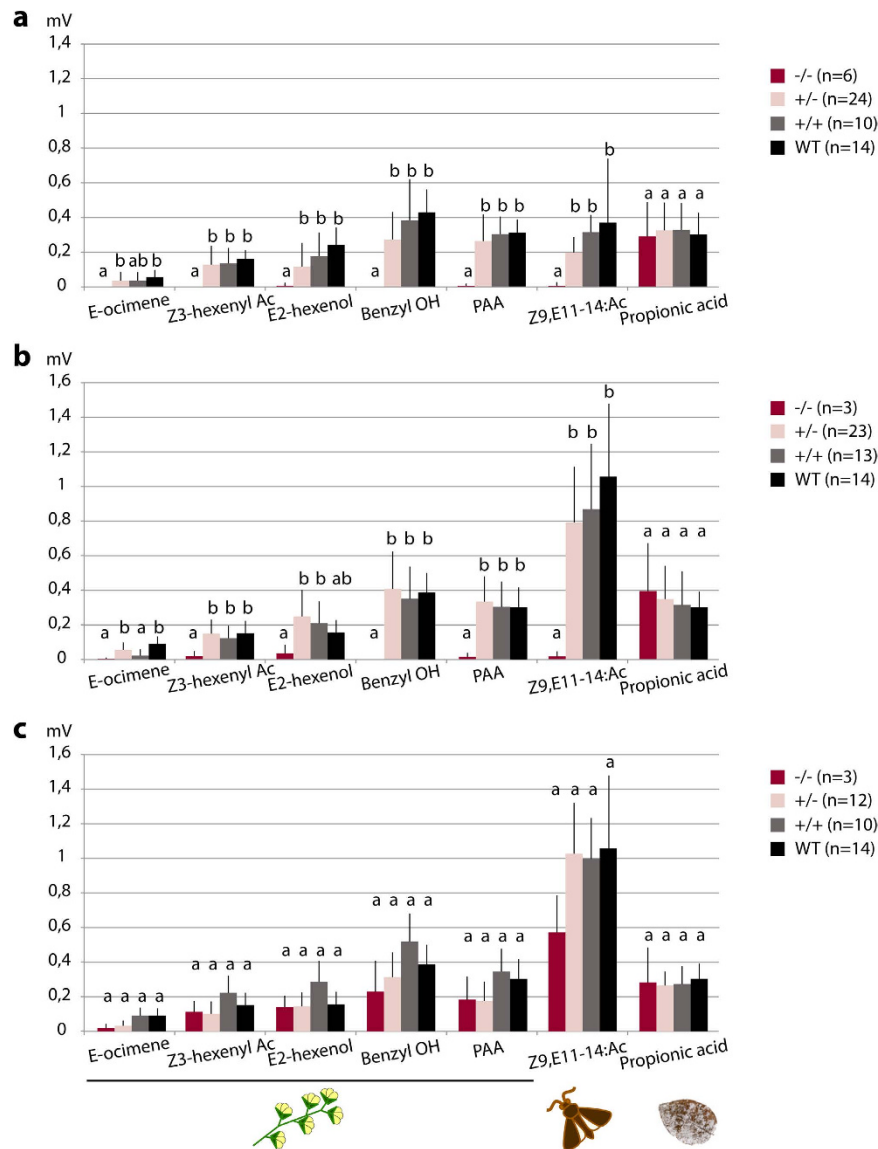 a
mV
1,4
1,2
1
0,8
0,6
0,4
0,2
0
-/- (n=6)
+/- (n=24)
+/+ (n=10)
WT (n=14)
a b ab b
a b b b
a b b b
a b b b
a b b b
a b b b
a a a a
E-ocimene Z3-hexenyl Ac E2-hexenol Benzyl OH PAA Z9,E11-14:Ac Propionic acid
b
mV
1,6
1,4
1,2
1
0,8
0,6
0,4
0,2
0
-/- (n=3)
+/- (n=23)
+/+ (n=13)
WT (n=14)
a b a b
a b b b
a b b ab
a b b b
a b b b
a b b b
a a a a
E-ocimene Z3-hexenyl Ac E2-hexenol Benzyl OH PAA Z9,E11-14:Ac Propionic acid
c
mV
1,6
1,4
1,2
1
0,8
0,6
0,4
0,2
0
-/- (n=3)
+/- (n=12)
+/+ (n=10)
WT (n=14)
a a a a
a a a a
a a a a
a a a a
a a a a
a a a a
a a a a
E-ocimene Z3-hexenyl Ac E2-hexenol Benzyl OH PAA Z9,E11-14:Ac Propionic acid